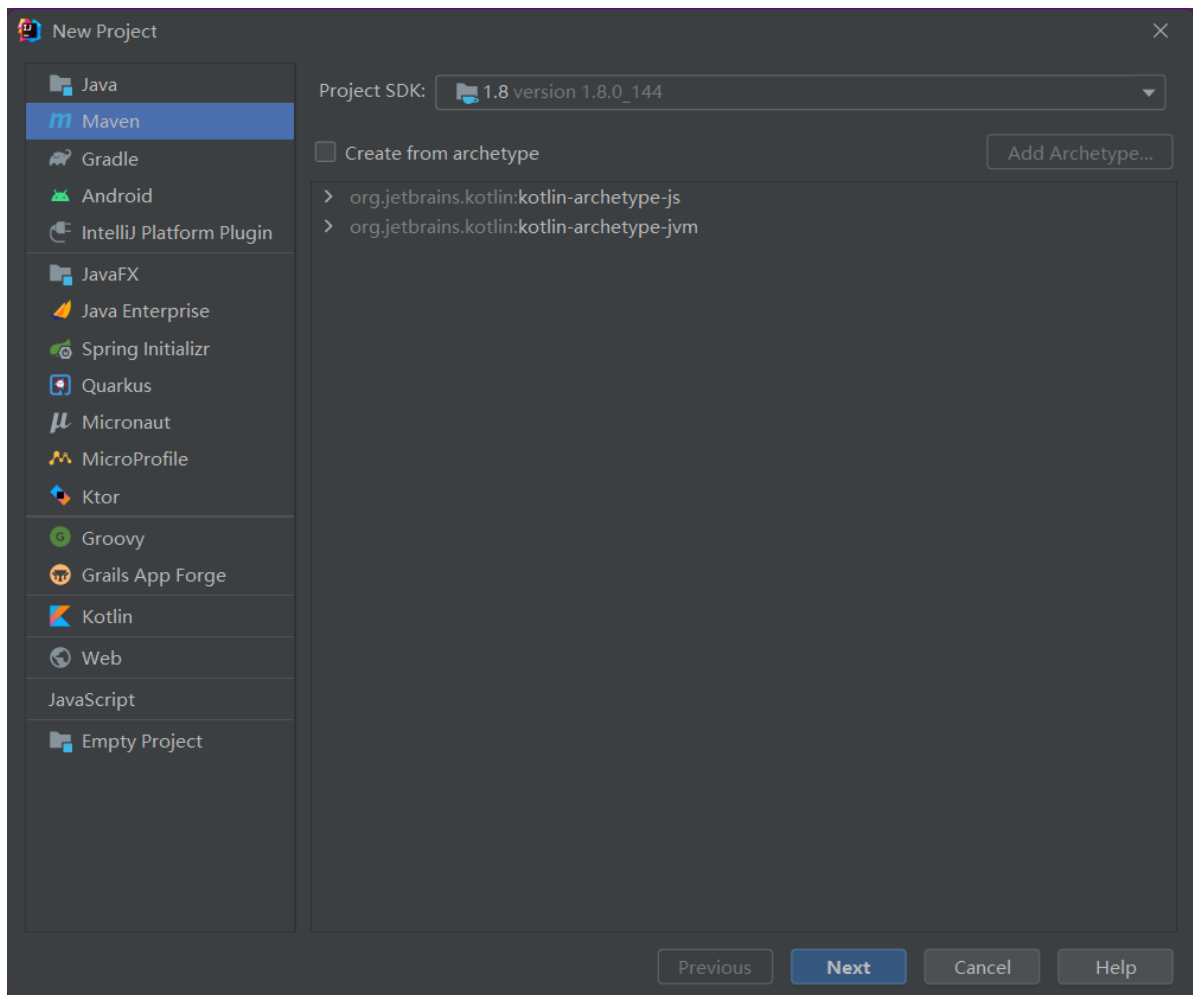 New Project
Java
Maven
Gradle
Android
IntelliJ Platform Plugin
JavaFX
Java Enterprise
Spring Initializr
Quarkus
Micronaut
MicroProfile
Ktor
Groovy
Grails App Forge
Kotlin
Web
JavaScript
Empty Project
Project SDK: 1.8 version 1.8.0_144
Create from archetype Add Archetype...
org.jetbrains.kotlin:kotlin-archetype-js
org.jetbrains.kotlin:kotlin-archetype-jvm
Previous Next Cancel Help